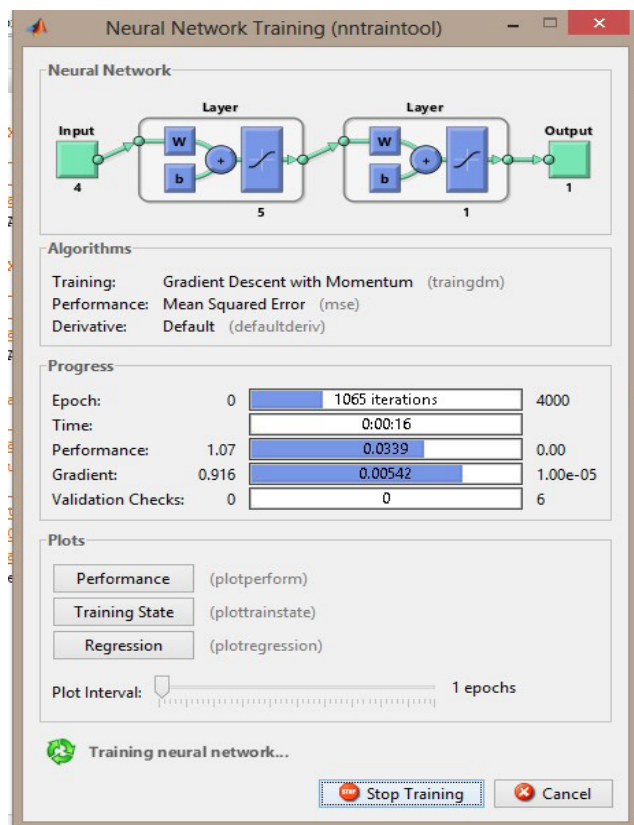 Neural Network Training (nntraintool)
Neural Network
Layer Layer
Input W W Output
+ +
b b
4 5 1 1
Algorithms
Training: Gradient Descent with Momentum (traingdm)
Performance: Mean Squared Error (mse)
Derivative: Default (defaultderiv)
Progress
Epoch: 0 1065 iterations 4000
Time: 0:00:16
Performance: 1.07 0.0339 0.00
Gradient: 0.916 0.00542 1.00e-05
Validation Checks: 0 0 6
Plots
Performance (plotperform)
Training State (plottrainstate)
Regression (plotregression)
Plot Interval: 1 epochs
Training neural network...
STOP Stop Training Cancel